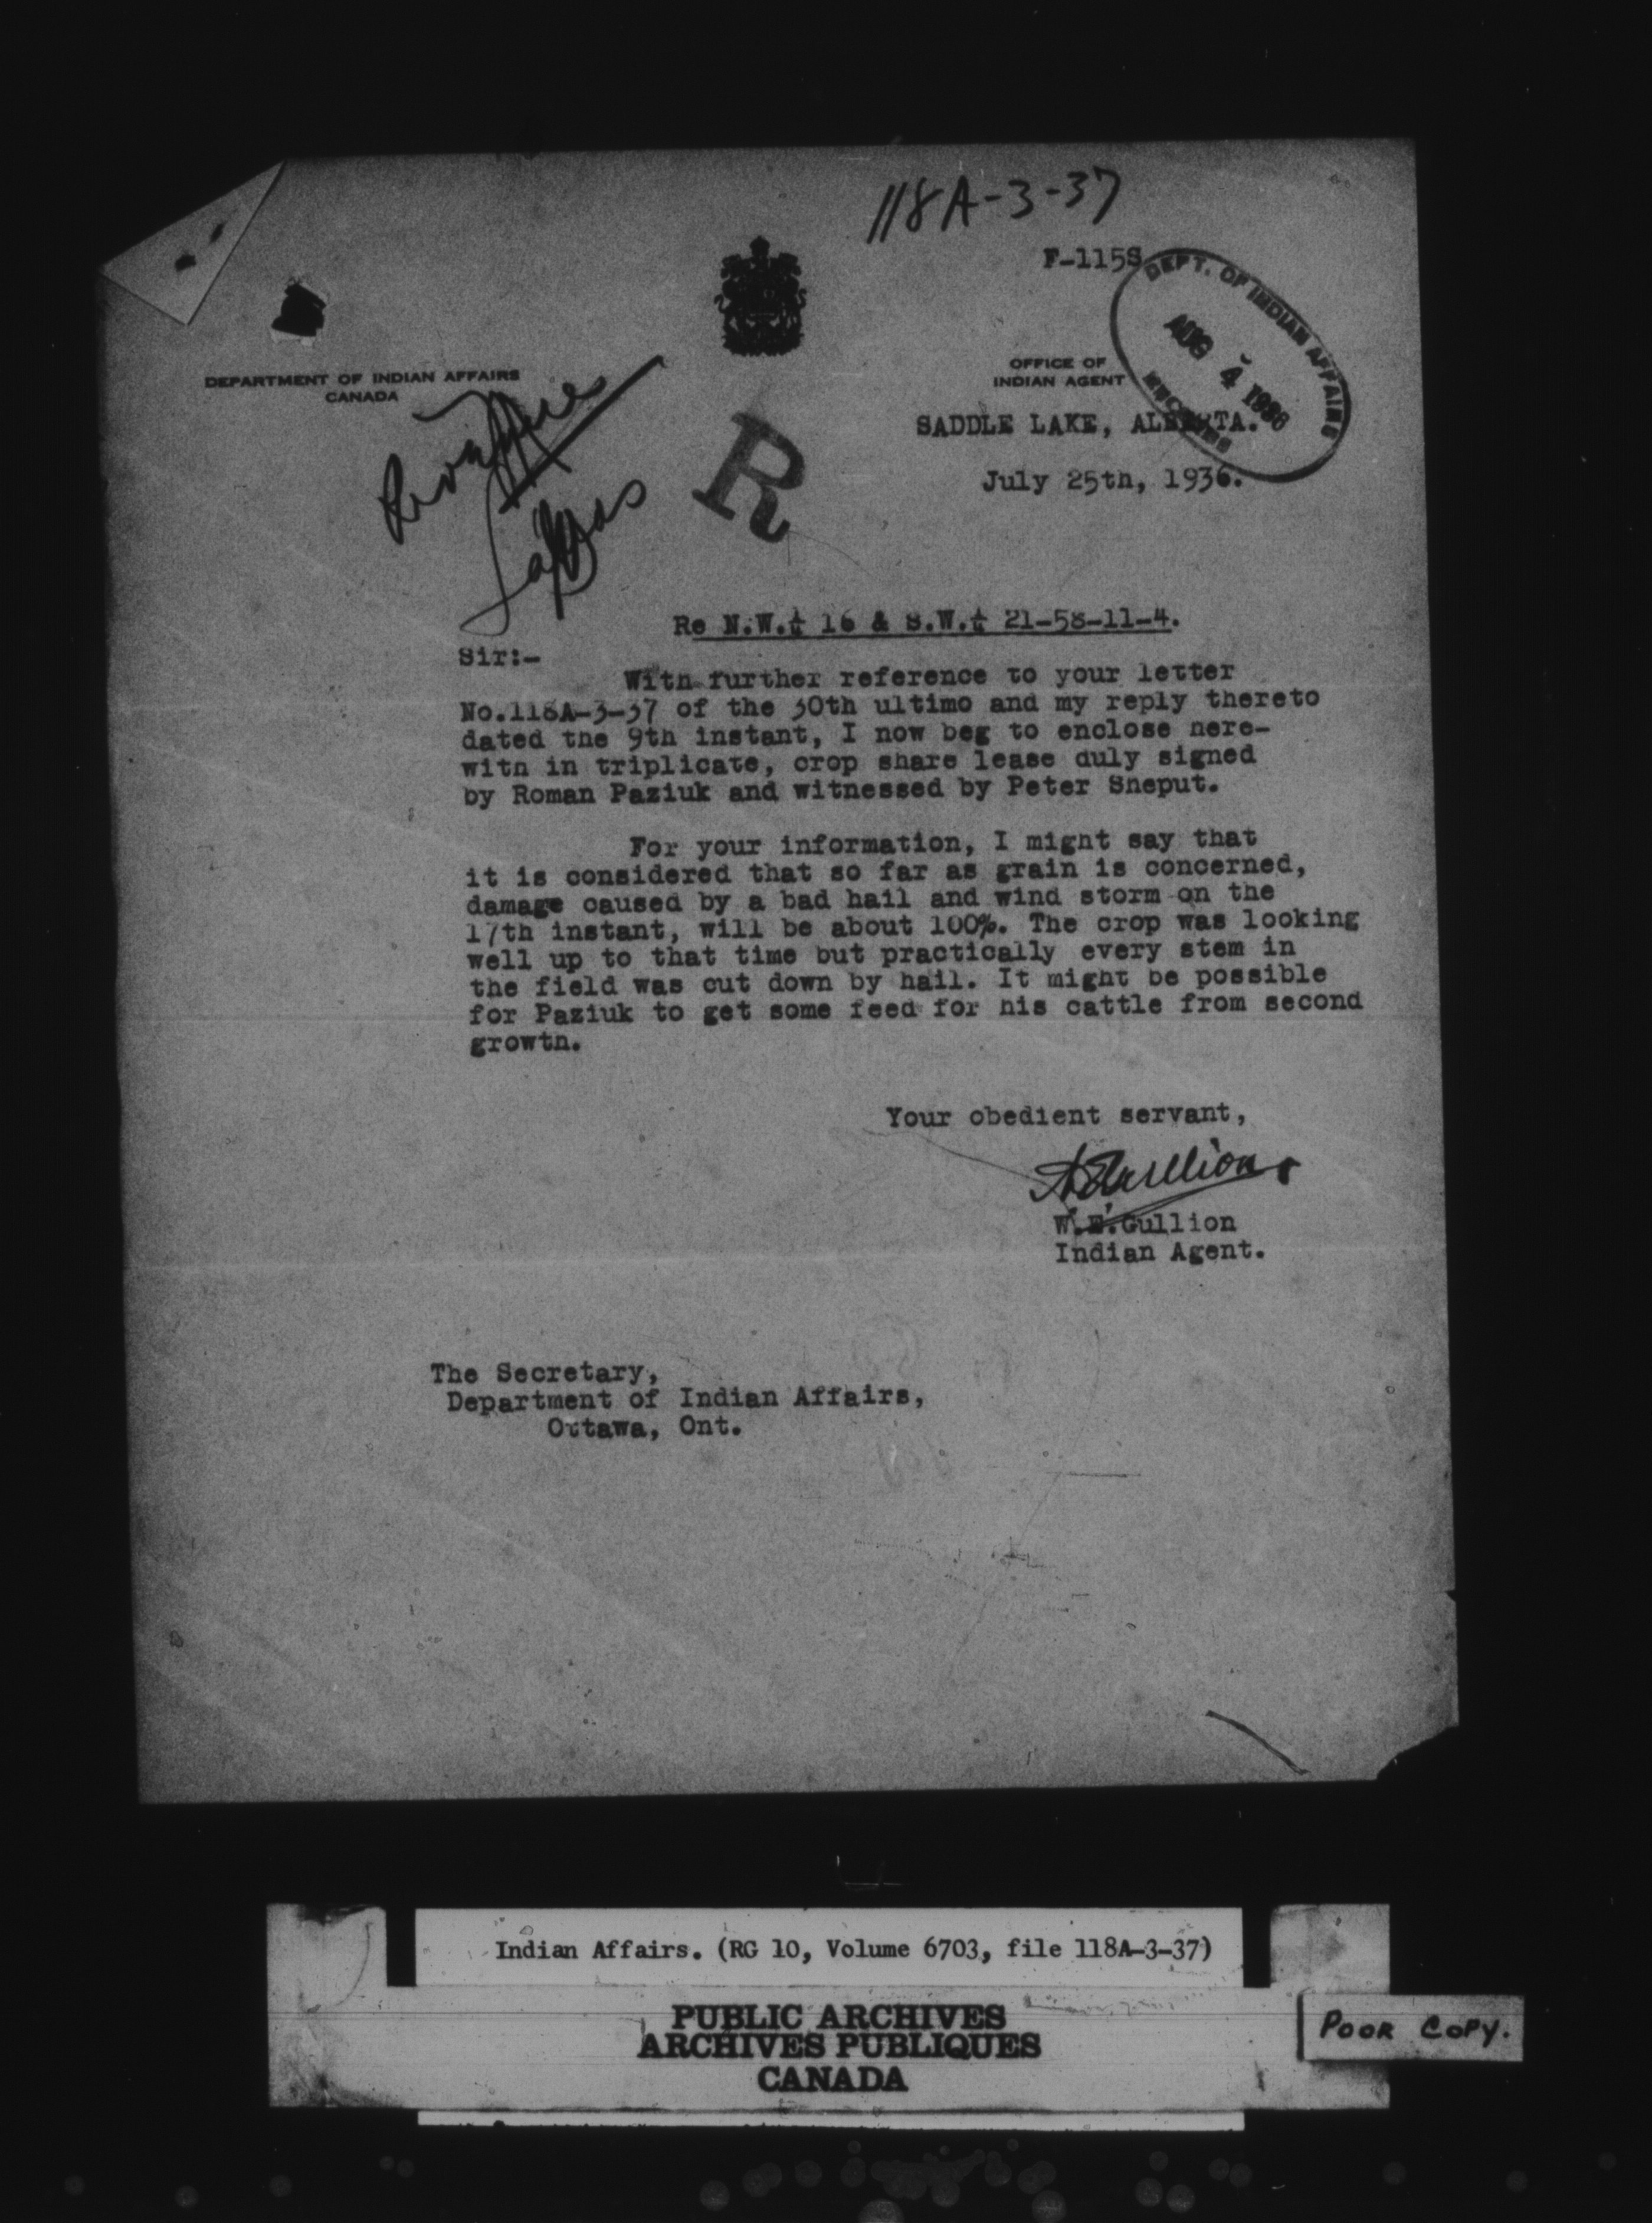 118A-3-37
F-115S
DEPT. OF INDIAN AFFAIRS
AUG 4 1936
DEPARTMENT OF INDIAN AFFAIRS
CANADA
OFFICE OF
INDIAN AGENT
SADDLE LAKE, ALBERTA.
July 25th, 1936.
R
Re N.W.¼ 16 & S.W.¼ 21-58-11-4.
Sir:-
With further reference to your letter
No.118A-3-37 of the 30th ultimo and my reply thereto
dated the 9th instant, I now beg to enclose here-
with in triplicate, crop share lease duly signed
by Roman Paziuk and witnessed by Peter Sheput.
For your information, I might say that
it is considered that so far as grain is concerned,
damage caused by a bad hail and wind storm on the
17th instant, will be about 100%. The crop was looking
well up to that time but practically every stem in
the field was cut down by hail. It might be possible
for Paziuk to get some feed for his cattle from second
growth.
Your obedient servant,
W.E.Gullion
Indian Agent.
The Secretary,
Department of Indian Affairs,
Ottawa, Ont.
Indian Affairs. (RG 10, Volume 6703, file 118A-3-37)
PUBLIC ARCHIVES
ARCHIVES PUBLIQUES
CANADA
POOR COPY.